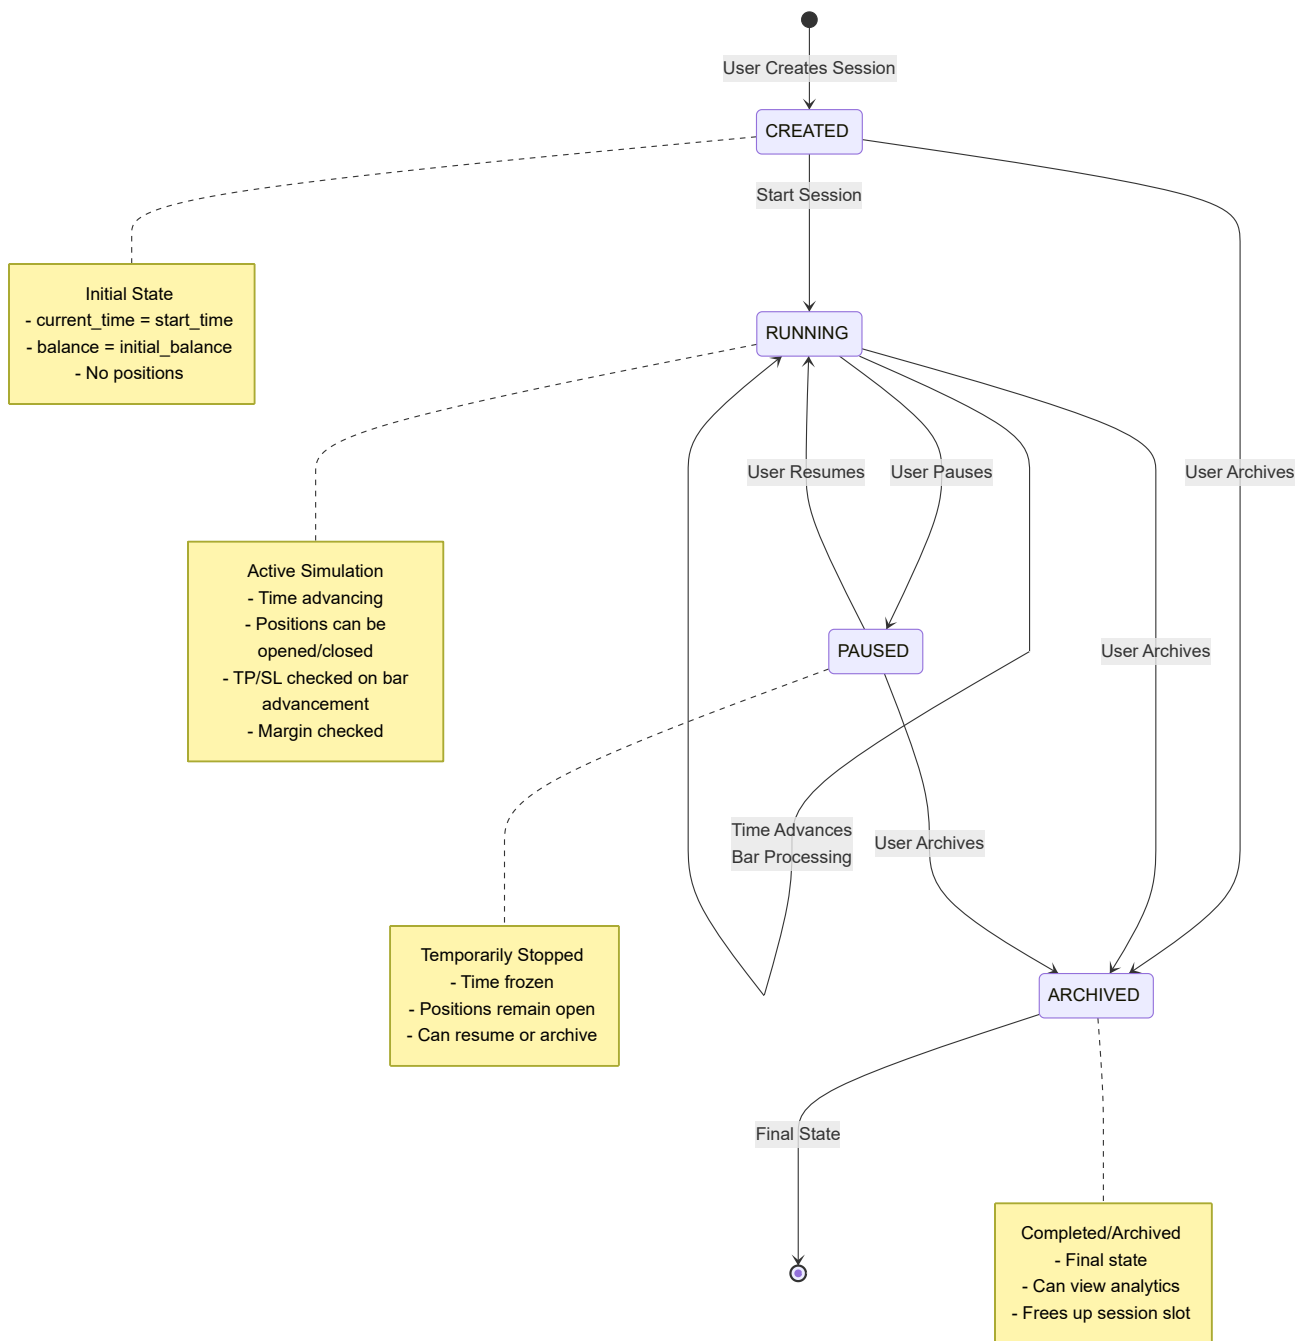 User Creates Session
CREATED
Start Session
Initial State
- current_time = start_time
- balance = initial_balance
- No positions
RUNNING
User Resumes
User Pauses
User Archives
Active Simulation
- Time advancing
- Positions can be
opened/closed
- TP/SL checked on bar
advancement
- Margin checked
PAUSED
User Archives
Time Advances
Bar Processing
User Archives
Temporarily Stopped
- Time frozen
- Positions remain open
- Can resume or archive
ARCHIVED
Final State
Completed/Archived
- Final state
- Can view analytics
- Frees up session slot